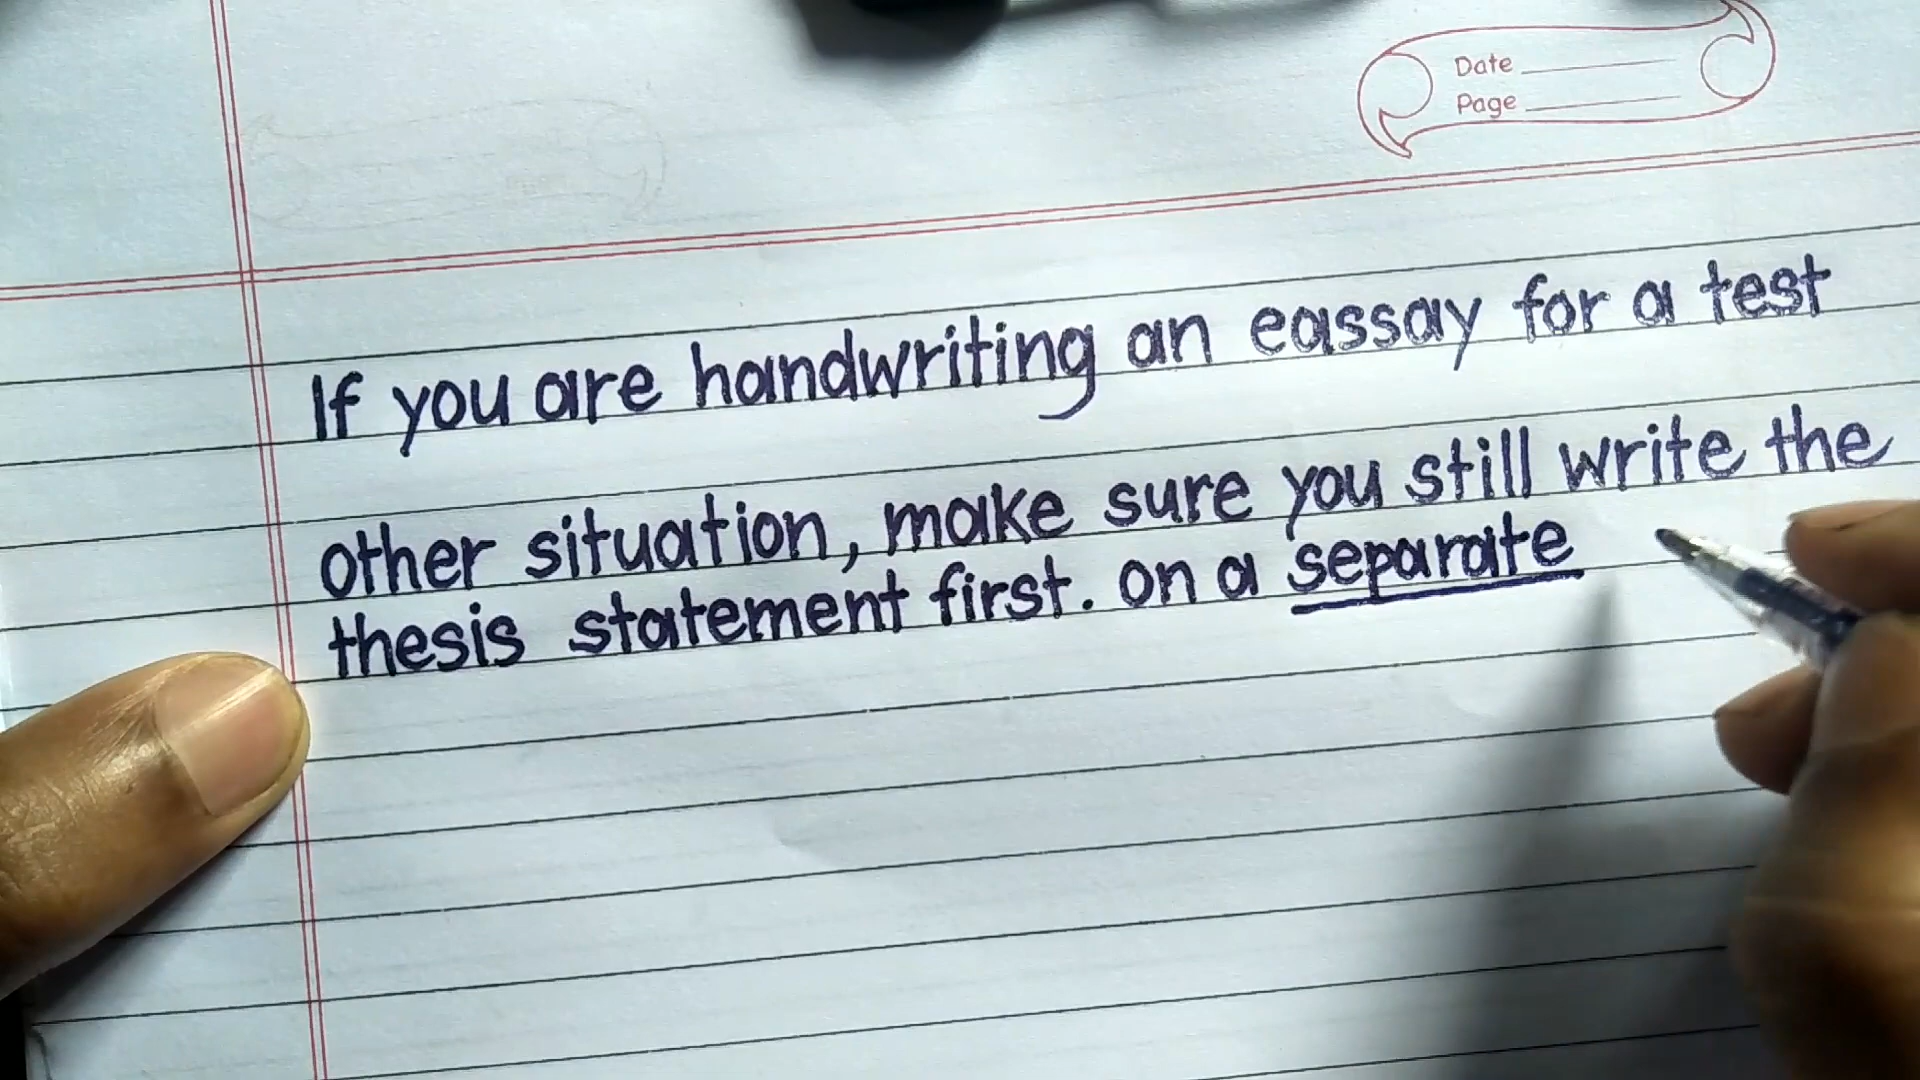 Date
Page
If you are handwriting an eassay for a test
other situation, make sure you still write the
thesis statement first. on a separate